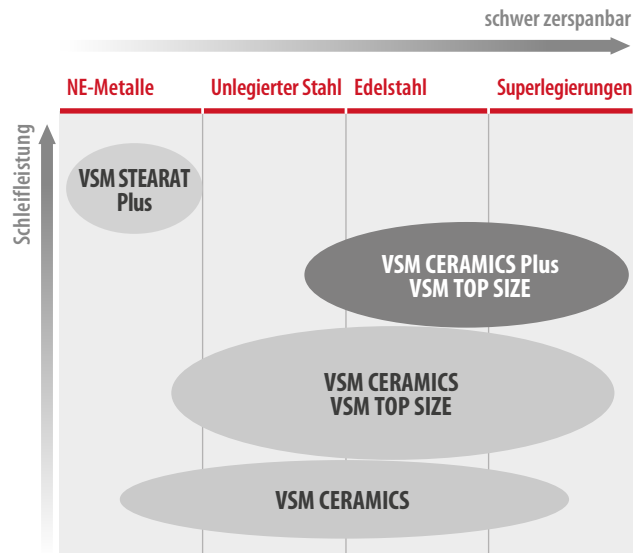 schwer zerspanbar
NE-Metalle
Unlegierter Stahl
Edelstahl
Superlegierungen
Schleifleistung
VSM STEARAT
Plus
VSM CERAMICS Plus
VSM TOP SIZE
VSM CERAMICS
VSM TOP SIZE
VSM CERAMICS